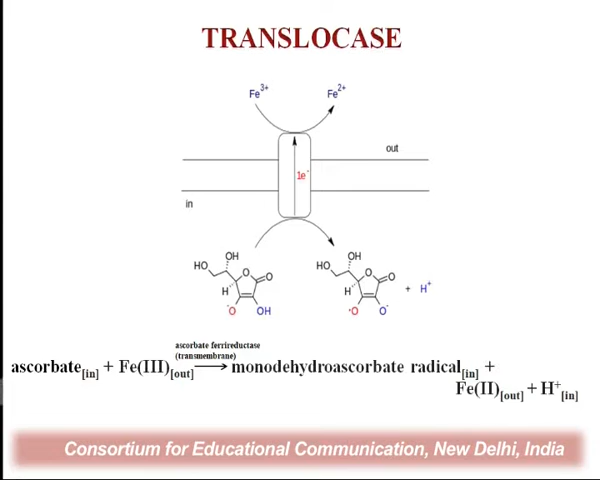 TRANSLOCASE
Fe3+ Fe2+
out
1e-
in
OH OH
HO HO
O O O O
H H + H+
-O OH •O O-
ascorbate ferrireductase
(transmembrane)
ascorbate[in] + Fe(III)[out] ⟶ monodehydroascorbate radical[in] +
Fe(II)[out] + H+[in]
Consortium for Educational Communication, New Delhi, India